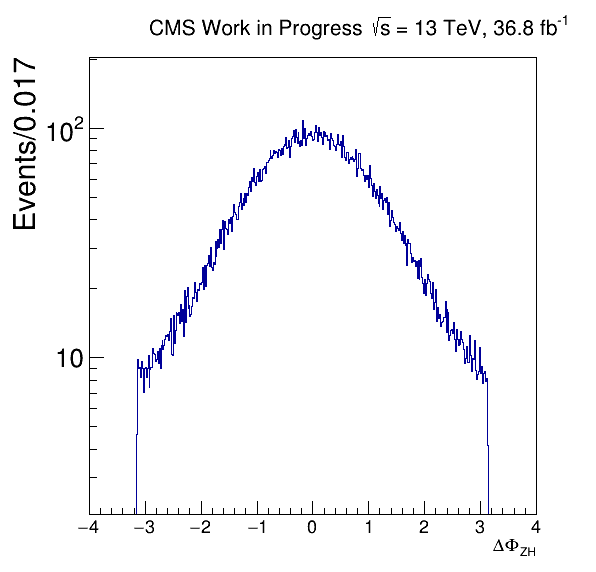 CMS Work in Progress √s = 13 TeV, 36.8 fb⁻¹
Events/0.017
10²
10
−4 −3 −2 −1 0 1 2 3 4
ΔΦ_ZH